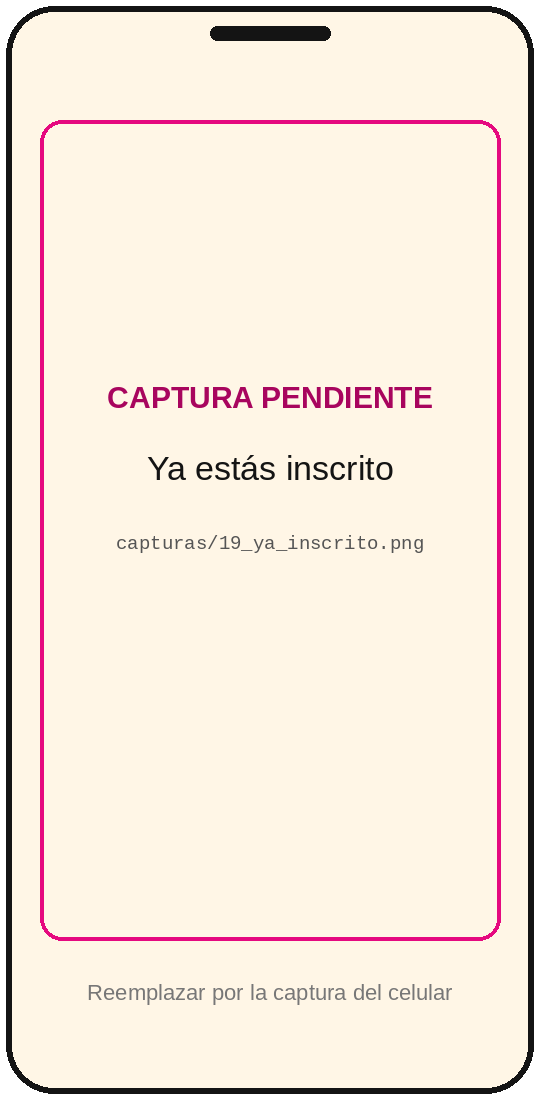 CAPTURA PENDIENTE
Ya estás inscrito
capturas/19_ya_inscrito.png
Reemplazar por la captura del celular